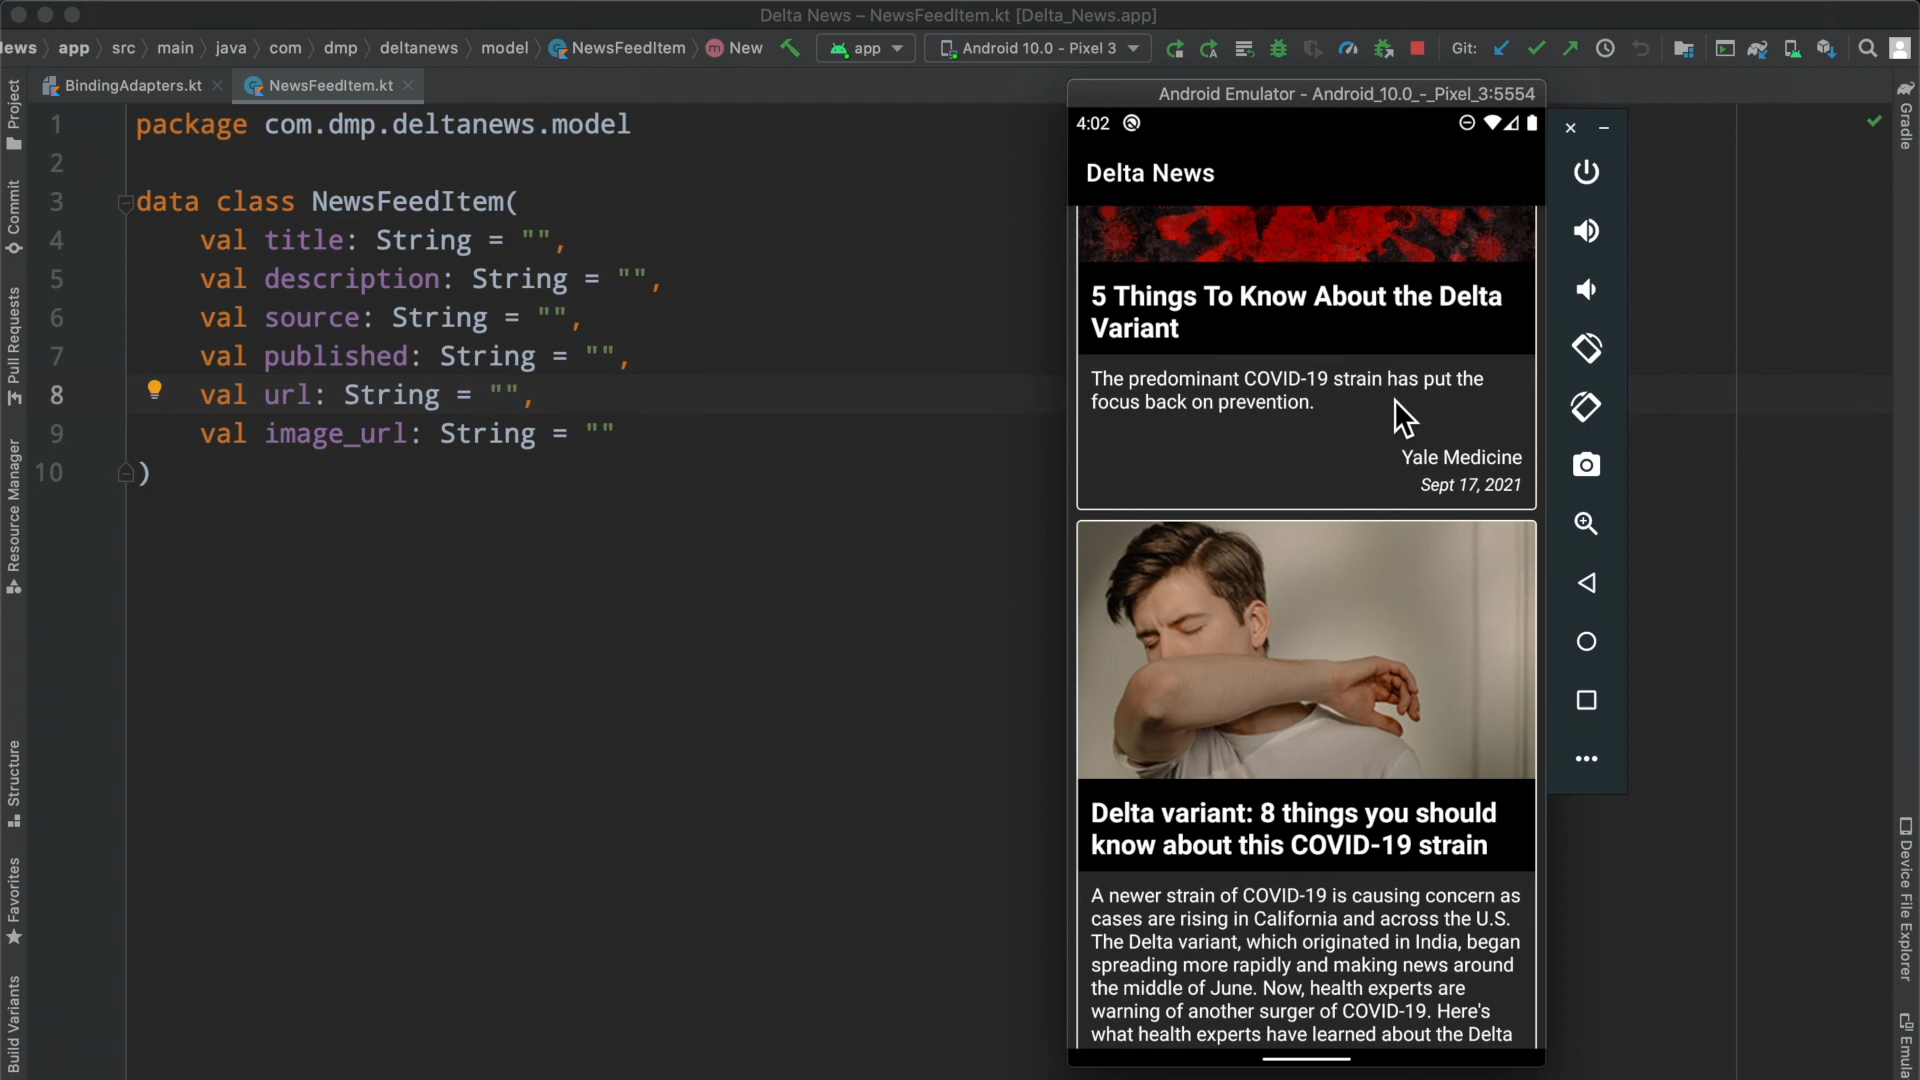 Delta News – NewsFeedItem.kt [Delta_News.app]
ews app src main java com dmp deltanews model NewsFeedItem m New app Android 10.0 - Pixel 3 Git:
BindingAdapters.kt NewsFeedItem.kt
Project
Commit
Pull Requests
Resource Manager
Structure
Favorites
Build Variants
1 package com.dmp.deltanews.model
2
3 data class NewsFeedItem(
4 val title: String = "",
5 val description: String = "",
6 val source: String = "",
7 val published: String = "",
8 val url: String = "",
9 val image_url: String = ""
10 )
Android Emulator - Android_10.0_-_Pixel_3:5554
4:02
Delta News
5 Things To Know About the Delta
Variant
The predominant COVID-19 strain has put the
focus back on prevention.
Yale Medicine
Sept 17, 2021
Delta variant: 8 things you should
know about this COVID-19 strain
A newer strain of COVID-19 is causing concern as
cases are rising in California and across the U.S.
The Delta variant, which originated in India, began
spreading more rapidly and making news around
the middle of June. Now, health experts are
warning of another surger of COVID-19. Here's
what health experts have learned about the Delta
Gradle
Device File Explorer
Emula